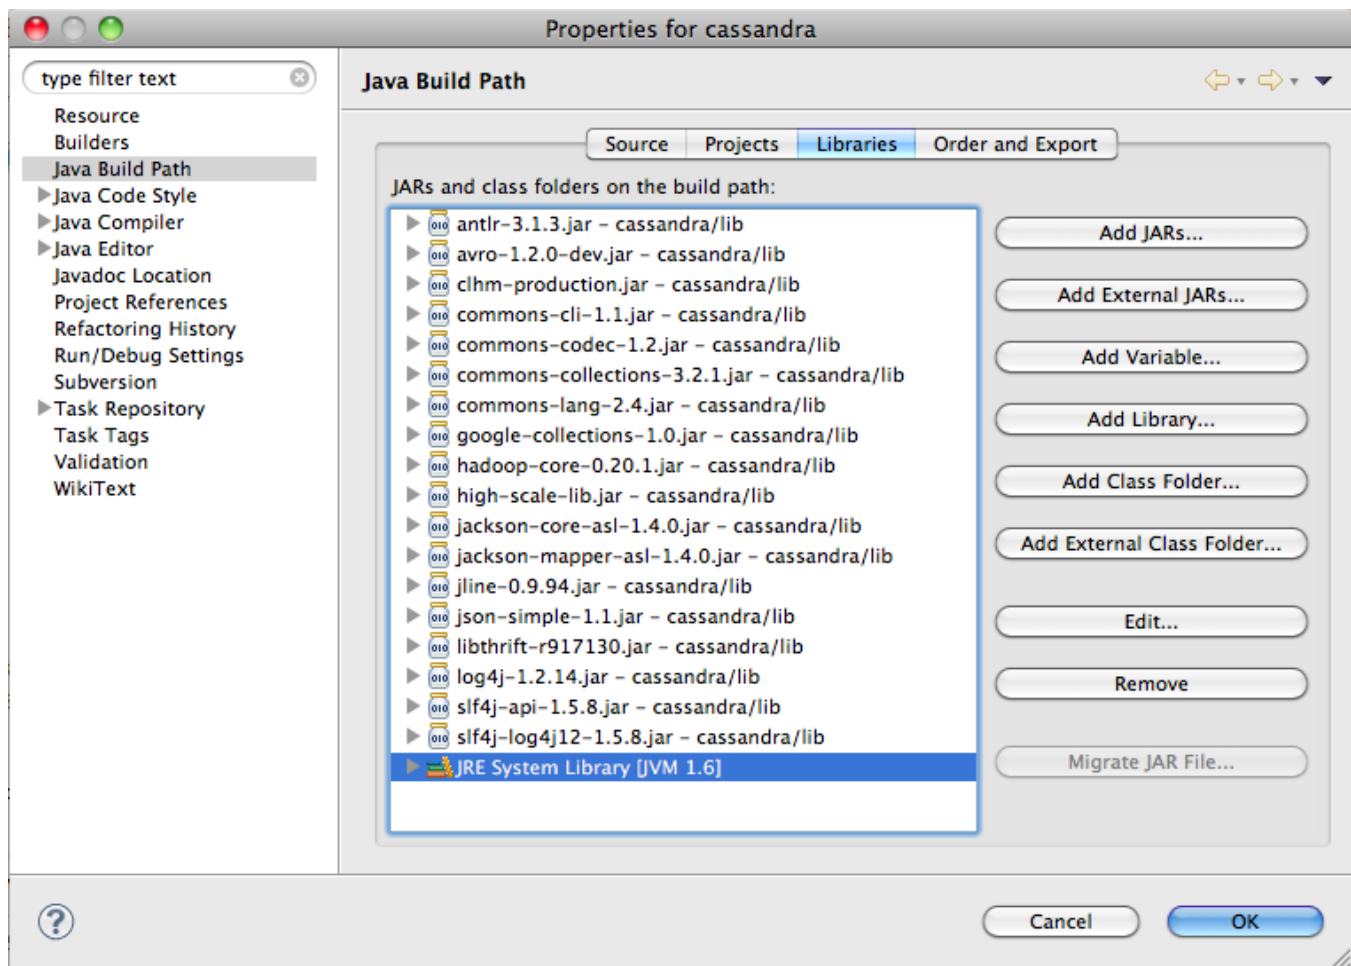 Properties for cassandra
type filter text
Resource
Builders
Java Build Path
Java Code Style
Java Compiler
Java Editor
Javadoc Location
Project References
Refactoring History
Run/Debug Settings
Subversion
Task Repository
Task Tags
Validation
WikiText
Java Build Path
Source Projects Libraries Order and Export
JARs and class folders on the build path:
antlr-3.1.3.jar - cassandra/lib
avro-1.2.0-dev.jar - cassandra/lib
clhm-production.jar - cassandra/lib
commons-cli-1.1.jar - cassandra/lib
commons-codec-1.2.jar - cassandra/lib
commons-collections-3.2.1.jar - cassandra/lib
commons-lang-2.4.jar - cassandra/lib
google-collections-1.0.jar - cassandra/lib
hadoop-core-0.20.1.jar - cassandra/lib
high-scale-lib.jar - cassandra/lib
jackson-core-asl-1.4.0.jar - cassandra/lib
jackson-mapper-asl-1.4.0.jar - cassandra/lib
jline-0.9.94.jar - cassandra/lib
json-simple-1.1.jar - cassandra/lib
libthrift-r917130.jar - cassandra/lib
log4j-1.2.14.jar - cassandra/lib
slf4j-api-1.5.8.jar - cassandra/lib
slf4j-log4j12-1.5.8.jar - cassandra/lib
JRE System Library [JVM 1.6]
Add JARs...
Add External JARs...
Add Variable...
Add Library...
Add Class Folder...
Add External Class Folder...
Edit...
Remove
Migrate JAR File...
?
Cancel
OK